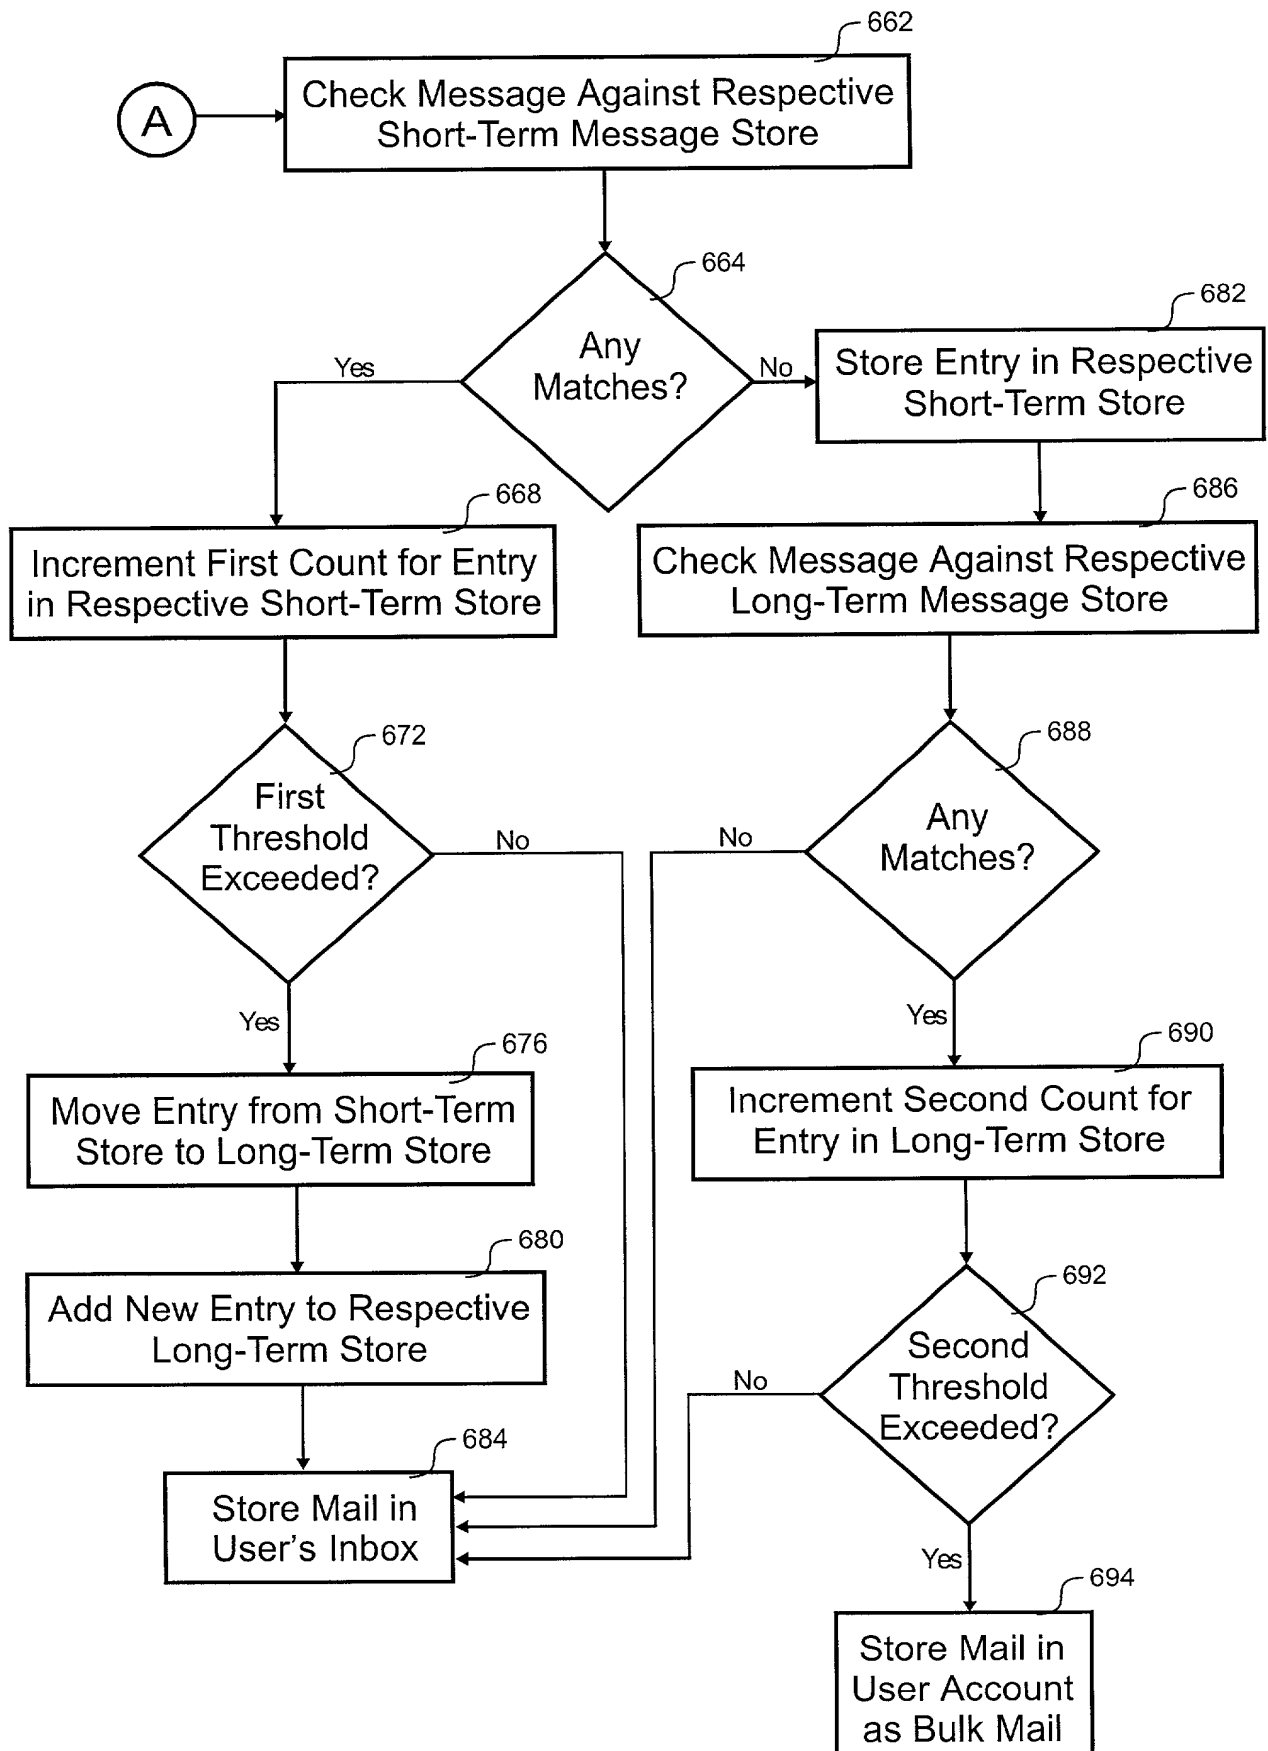 662
A
Check Message Against Respective
Short-Term Message Store
664
Any
Matches?
Yes
No
682
Store Entry in Respective
Short-Term Store
668
Increment First Count for Entry
in Respective Short-Term Store
686
Check Message Against Respective
Long-Term Message Store
672
First
Threshold
Exceeded?
No
Yes
688
Any
Matches?
No
Yes
676
Move Entry from Short-Term
Store to Long-Term Store
690
Increment Second Count for
Entry in Long-Term Store
680
Add New Entry to Respective
Long-Term Store
692
Second
Threshold
Exceeded?
No
Yes
684
Store Mail in
User's Inbox
694
Store Mail in
User Account
as Bulk Mail